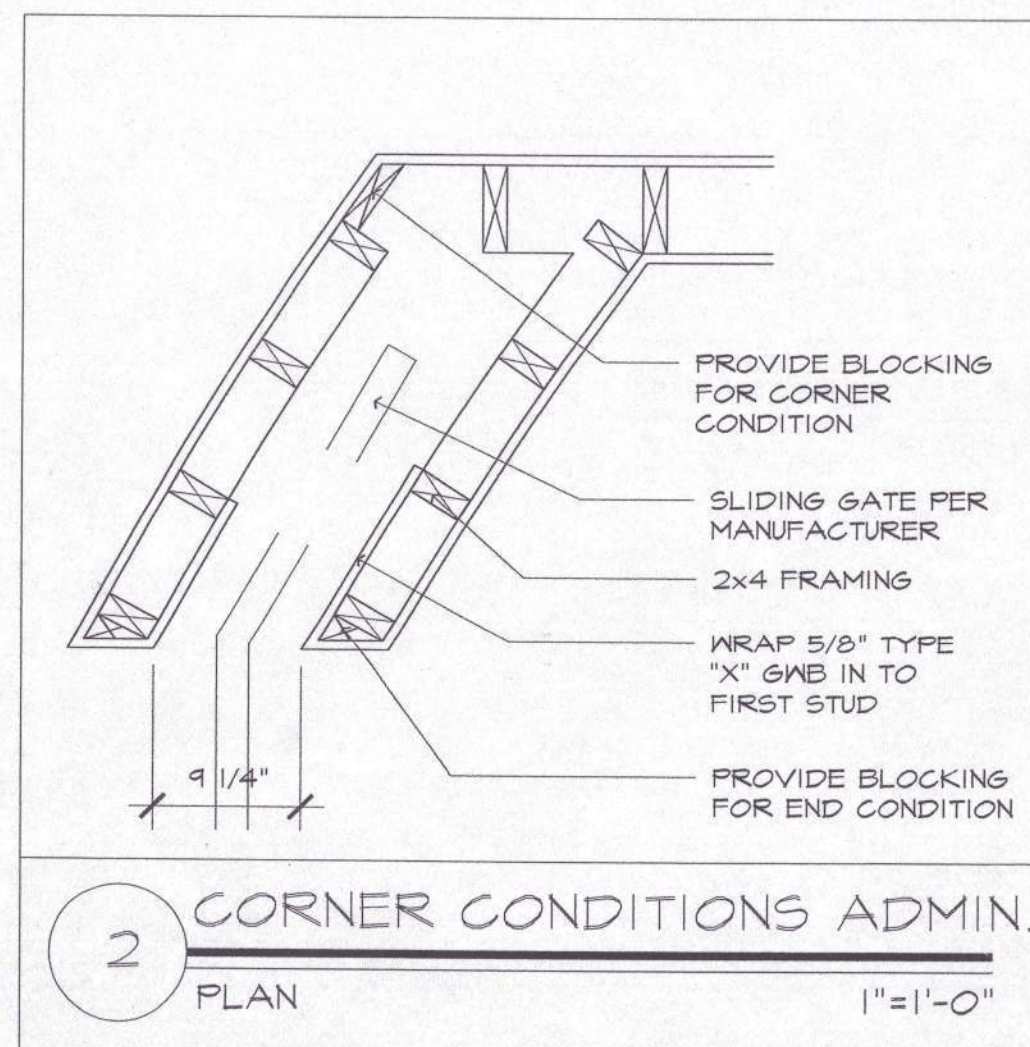 PROVIDE BLOCKING
FOR CORNER
CONDITION
SLIDING GATE PER
MANUFACTURER
2x4 FRAMING
WRAP 5/8" TYPE
"X" GWB IN TO
FIRST STUD
PROVIDE BLOCKING
FOR END CONDITION
9 1/4"
2
CORNER CONDITIONS ADMIN.
PLAN
1"=1'-0"